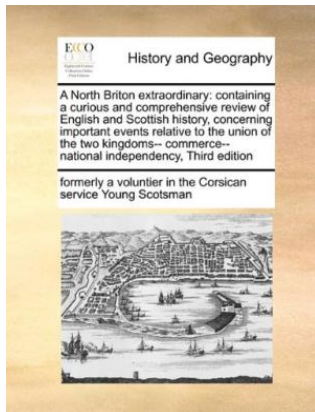 ECCO
History and Geography
A North Briton extraordinary: containing
a curious and comprehensive review of
English and Scottish history, concerning
important events relative to the union of
the two kingdoms-- commerce--
national independency, Third edition
formerly a voluntier in the Corsican
service Young Scotsman